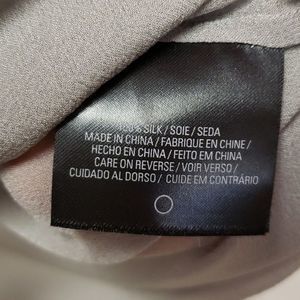 % SILK / SOIE / SEDA
MADE IN CHINA / FABRIQUE EN CHINE /
HECHO EN CHINA / FEITO EM CHINA
CARE ON REVERSE / VOIR VERSO /
CUIDADO AL DORSO / CUIDE EM CONTRÁRIO